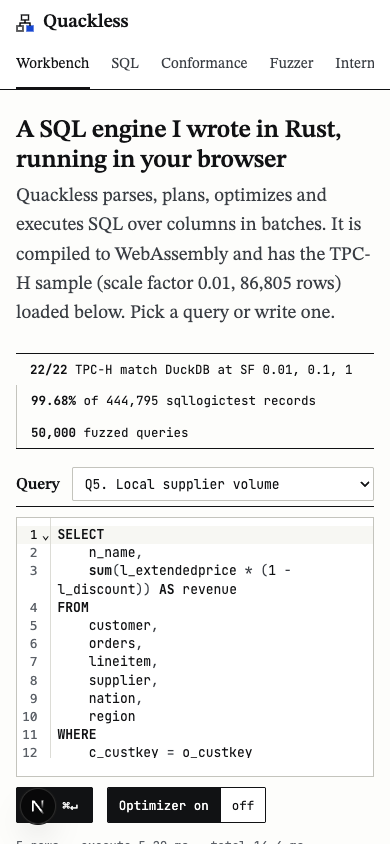 Quackless
Workbench SQL Conformance Fuzzer Intern
A SQL engine I wrote in Rust,
running in your browser
Quackless parses, plans, optimizes and
executes SQL over columns in batches. It is
compiled to WebAssembly and has the TPC-
H sample (scale factor 0.01, 86,805 rows)
loaded below. Pick a query or write one.
22/22 TPC-H match DuckDB at SF 0.01, 0.1, 1
99.68% of 444,795 sqllogictest records
50,000 fuzzed queries
Query Q5. Local supplier volume
1 SELECT
2 n_name,
3 sum(l_extendedprice * (1 -
l_discount)) AS revenue
4 FROM
5 customer,
6 orders,
7 lineitem,
8 supplier,
9 nation,
10 region
11 WHERE
12 c_custkey = o_custkey
N ⌘↵ Optimizer on off